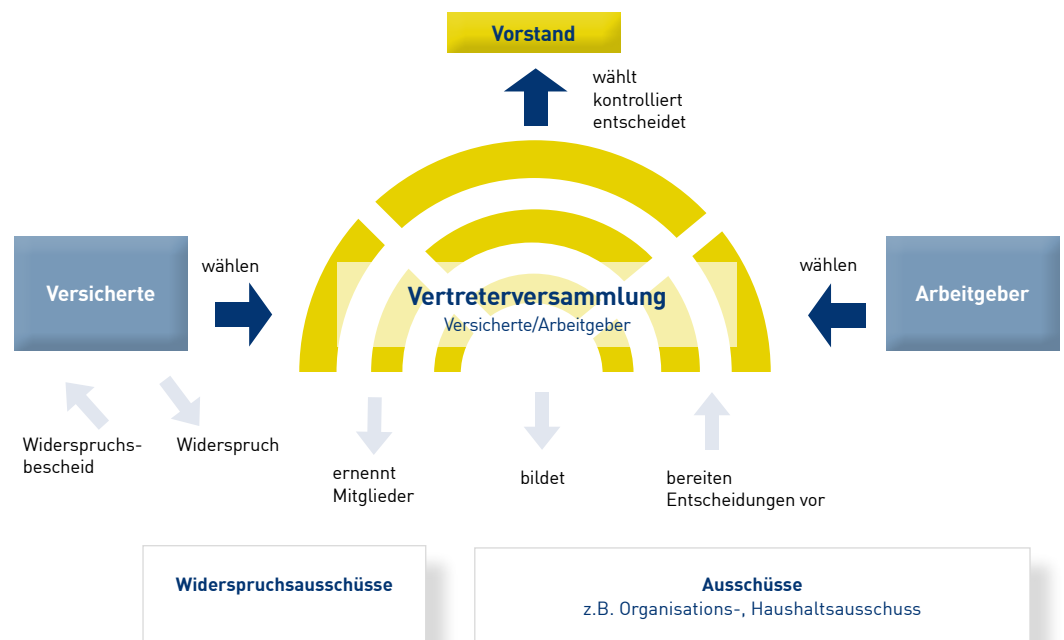 Vorstand
wählt
kontrolliert
entscheidet
Versicherte
wählen
Vertreterversammlung
Versicherte/Arbeitgeber
wählen
Arbeitgeber
Widerspruchs-
bescheid
Widerspruch
ernennt
Mitglieder
bildet
bereiten
Entscheidungen vor
Widerspruchsausschüsse
Ausschüsse
z.B. Organisations-, Haushaltsausschuss